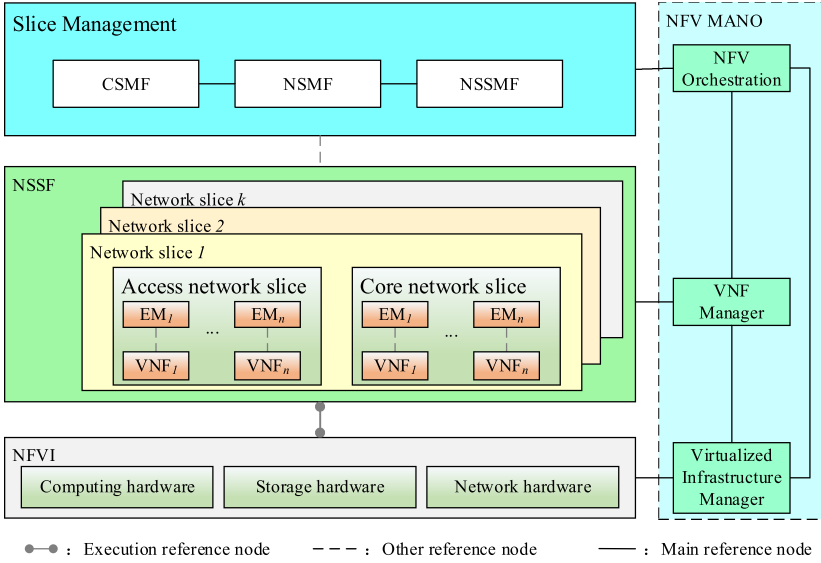 Slice Management
CSMF
NSMF
NSSMF
NFV MANO
NFV
Orchestration
VNF
Manager
Virtualized
Infrastructure
Manager
NSSF
Network slice k
Network slice 2
Network slice 1
Access network slice
EM1
...
EMn
VNF1
VNFn
Core network slice
EM1
...
EMn
VNF1
VNFn
NFVI
Computing hardware
Storage hardware
Network hardware
: Execution reference node
: Other reference node
: Main reference node